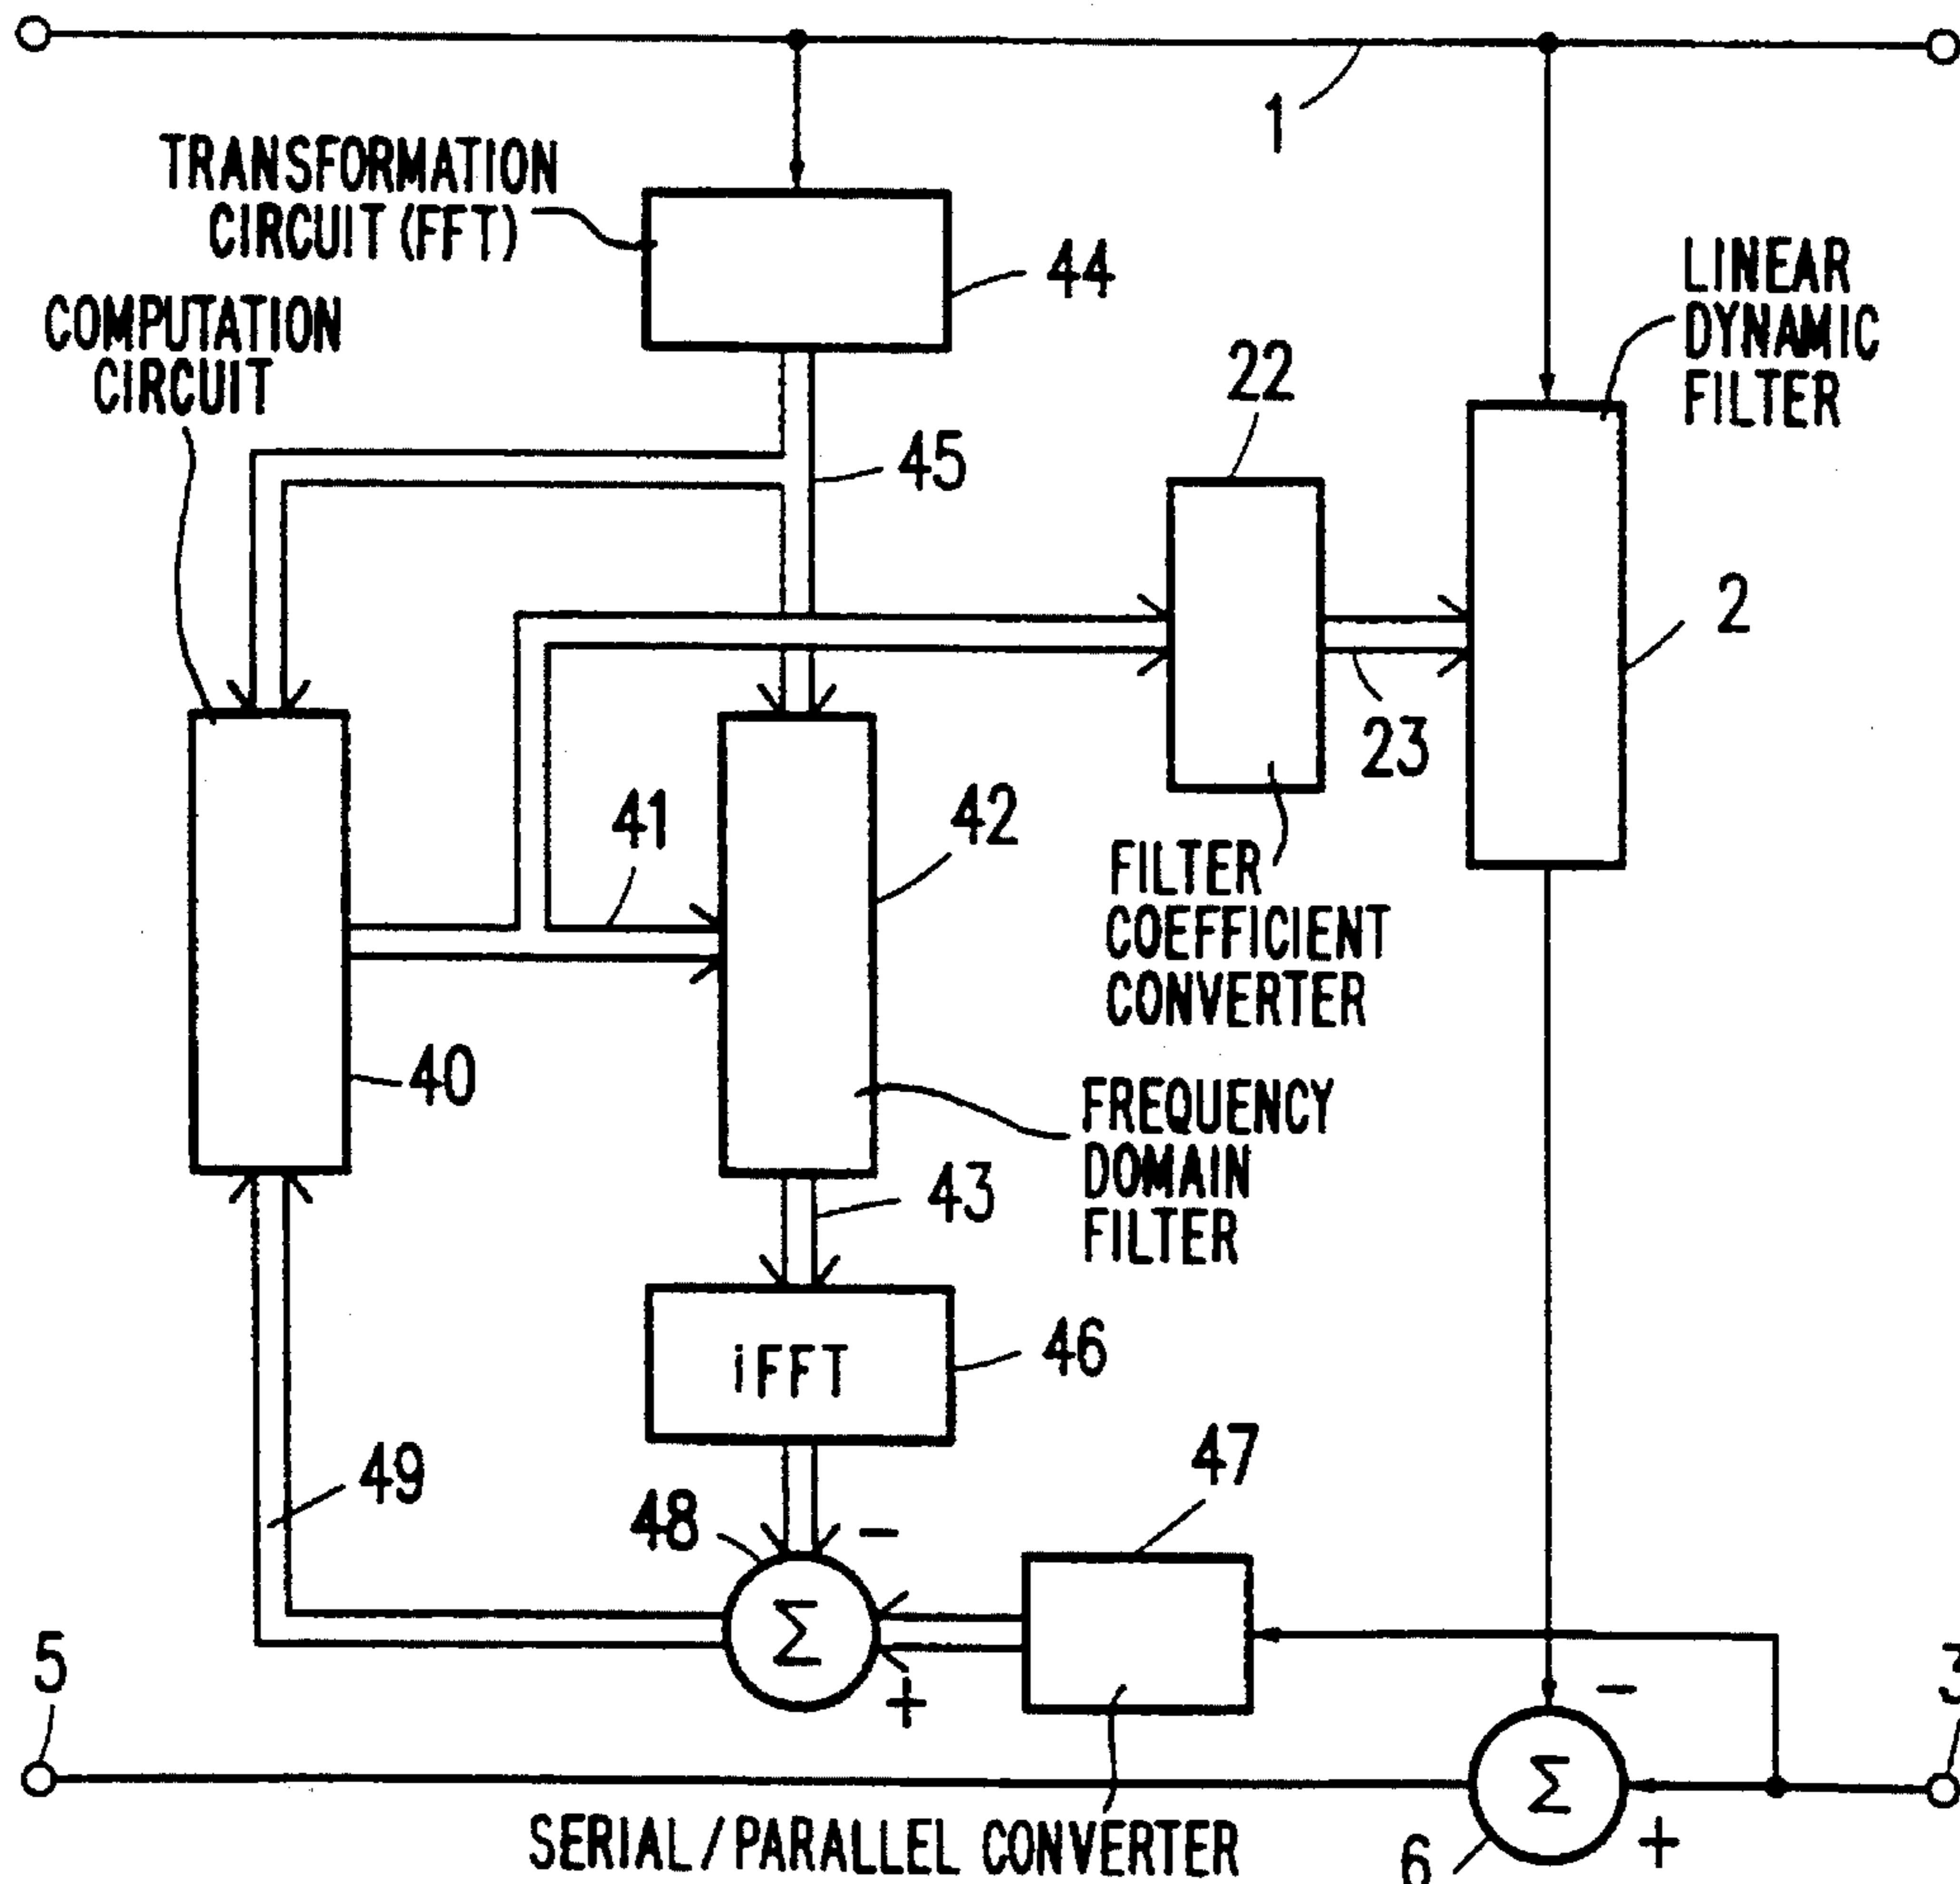 1
TRANSFORMATION
CIRCUIT (FFT)
44
LINEAR
DYNAMIC
FILTER
COMPUTATION
CIRCUIT
22
45
2
23
41
42
FILTER
COEFFICIENT
CONVERTER
40
FREQUENCY
DOMAIN
FILTER
43
iFFT
46
47
49
48
-
Σ
+
5
3
-
Σ
+
6
SERIAL/PARALLEL CONVERTER